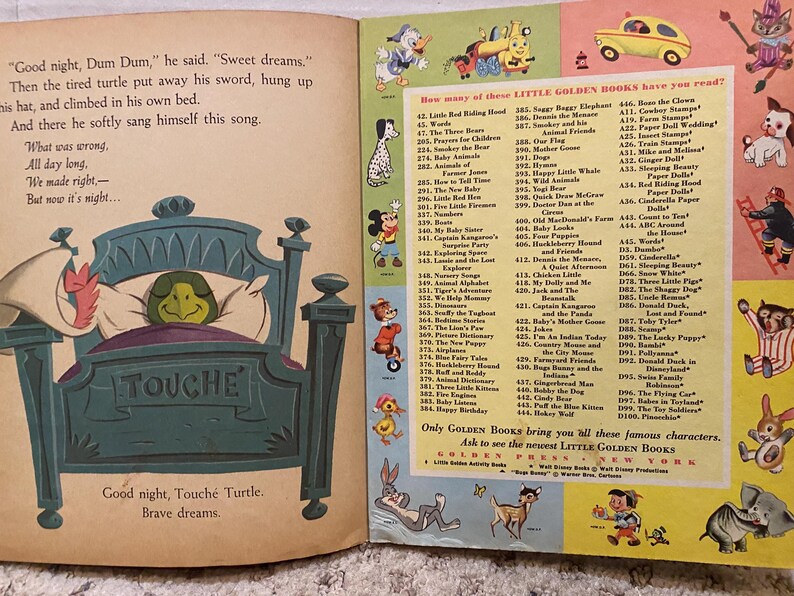 "Good night, Dum Dum," he said. "Sweet dreams."
Then the tired turtle put away his sword, hung up
his hat, and climbed in his own bed.
And there he softly sang himself this song.
What was wrong,
All day long,
We made right,—
But now it's night...
TOUCHÉ
Good night, Touché Turtle.
Brave dreams.
How many of these LITTLE GOLDEN BOOKS have you read?
42. Little Red Riding Hood
45. Words
47. The Three Bears
205. Prayers for Children
224. Smokey the Bear
274. Baby Animals
282. Animals of
Farmer Jones
285. How to Tell Time
291. The New Baby
296. Little Red Hen
301. Five Little Firemen
337. Numbers
339. Boats
340. My Baby Sister
341. Captain Kangaroo's
Surprise Party
342. Exploring Space
343. Lassie and the Lost
Explorer
348. Nursery Songs
349. Animal Alphabet
351. Tiger's Adventure
352. We Help Mommy
355. Dinosaurs
363. Scuffy the Tugboat
364. Bedtime Stories
367. The Lion's Paw
369. Picture Dictionary
370. The New Puppy
373. Airplanes
374. Blue Fairy Tales
376. Huckleberry Hound
378. Ruff and Reddy
379. Animal Dictionary
381. Three Little Kittens
382. Fire Engines
383. Baby Listens
384. Happy Birthday
385. Saggy Baggy Elephant
386. Dennis the Menace
387. Smokey and his
Animal Friends
388. Our Flag
390. Mother Goose
391. Dogs
392. Hymns
393. Happy Little Whale
394. Wild Animals
395. Yogi Bear
398. Quick Draw McGraw
399. Doctor Dan at the
Circus
400. Old MacDonald's Farm
404. Baby Looks
405. Four Puppies
406. Huckleberry Hound
and Friends
412. Dennis the Menace,
A Quiet Afternoon
413. Chicken Little
418. My Dolly and Me
420. Jack and The
Beanstalk
421. Captain Kangaroo
and the Panda
422. Baby's Mother Goose
424. Jokes
425. I'm An Indian Today
426. Country Mouse and
the City Mouse
429. Farmyard Friends
430. Bugs Bunny and the
Indians▲
437. Gingerbread Man
440. Bobby the Dog
442. Cindy Bear
443. Puff the Blue Kitten
444. Hokey Wolf
446. Bozo the Clown
A11. Cowboy Stamps‡
A19. Farm Stamps‡
A22. Paper Doll Wedding‡
A25. Insect Stamps‡
A26. Train Stamps‡
A31. Mike and Melissa‡
A32. Ginger Doll‡
A33. Sleeping Beauty
Paper Dolls‡
A34. Red Riding Hood
Paper Dolls‡
A36. Cinderella Paper
Dolls‡
A43. Count to Ten‡
A44. ABC Around
the House‡
A45. Words‡
D3. Dumbo★
D59. Cinderella★
D61. Sleeping Beauty★
D66. Snow White★
D78. Three Little Pigs★
D82. The Shaggy Dog★
D85. Uncle Remus★
D86. Donald Duck,
Lost and Found★
D87. Toby Tyler★
D88. Scamp★
D89. The Lucky Puppy★
D90. Bambi★
D91. Pollyanna★
D92. Donald Duck in
Disneyland★
D95. Swiss Family
Robinson★
D96. The Flying Car★
D97. Babes in Toyland★
D99. The Toy Soldiers★
D100. Pinocchio★
Only GOLDEN BOOKS bring you all these famous characters.
Ask to see the newest LITTLE GOLDEN BOOKS
GOLDEN PRESS • NEW YORK
‡ Little Golden Activity Books ★ Walt Disney Books © Walt Disney Productions
▲ "Bugs Bunny" © Warner Bros. Cartoons